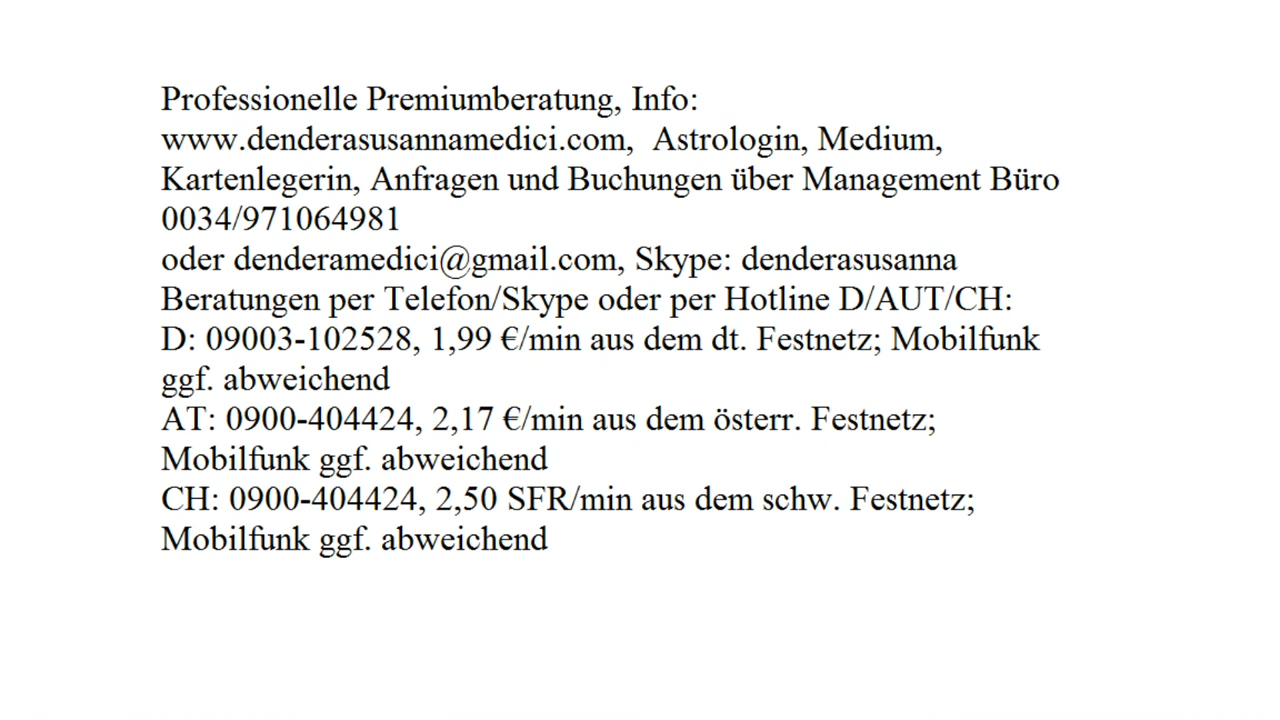 Professionelle Premiumberatung, Info:
www.denderasusannamedici.com,  Astrologin, Medium,
Kartenlegerin, Anfragen und Buchungen über Management Büro
0034/971064981
oder denderamedici@gmail.com, Skype: denderasusanna
Beratungen per Telefon/Skype oder per Hotline D/AUT/CH:
D: 09003-102528, 1,99 €/min aus dem dt. Festnetz; Mobilfunk
ggf. abweichend
AT: 0900-404424, 2,17 €/min aus dem österr. Festnetz;
Mobilfunk ggf. abweichend
CH: 0900-404424, 2,50 SFR/min aus dem schw. Festnetz;
Mobilfunk ggf. abweichend